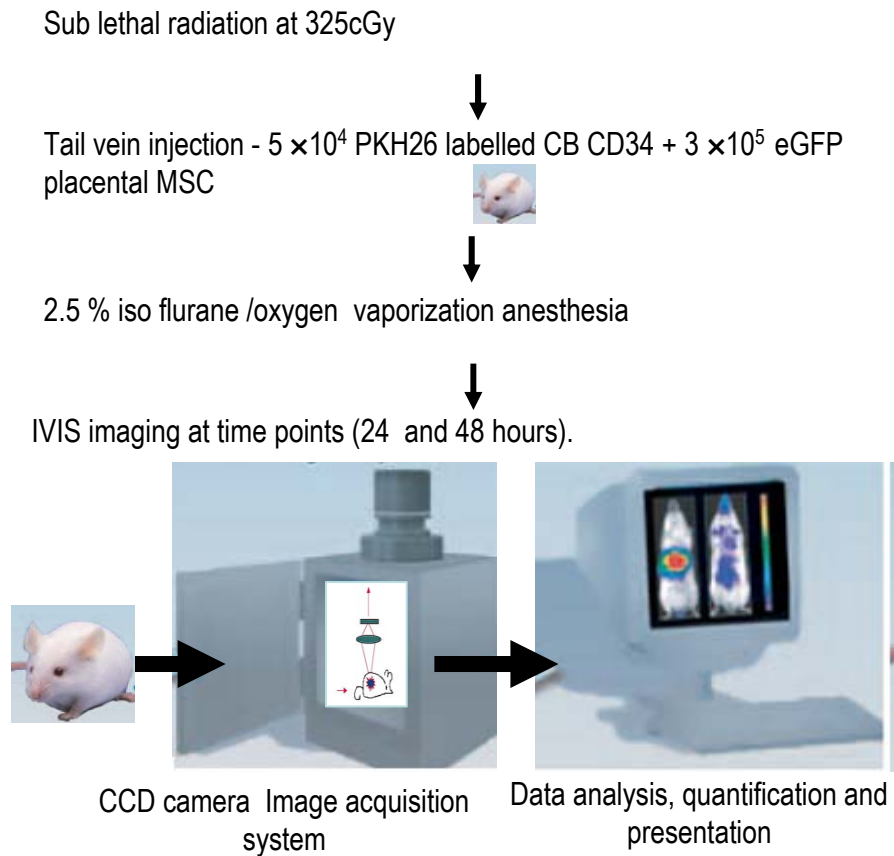 Sub lethal radiation at 325cGy
Tail vein injection - 5 ×10⁴ PKH26 labelled CB CD34 + 3 ×10⁵ eGFP
placental MSC
2.5 % iso flurane /oxygen vaporization anesthesia
IVIS imaging at time points (24 and 48 hours).
CCD camera Image acquisition
system
Data analysis, quantification and
presentation